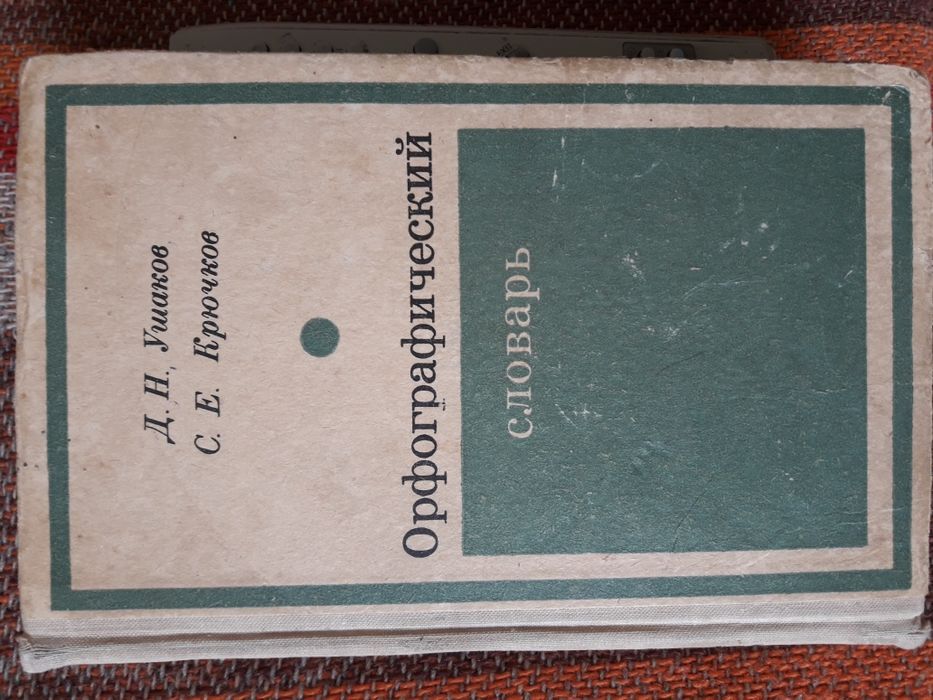 Д. Н. Ушаков
С. Е. Крючков
Орфографический
словарь